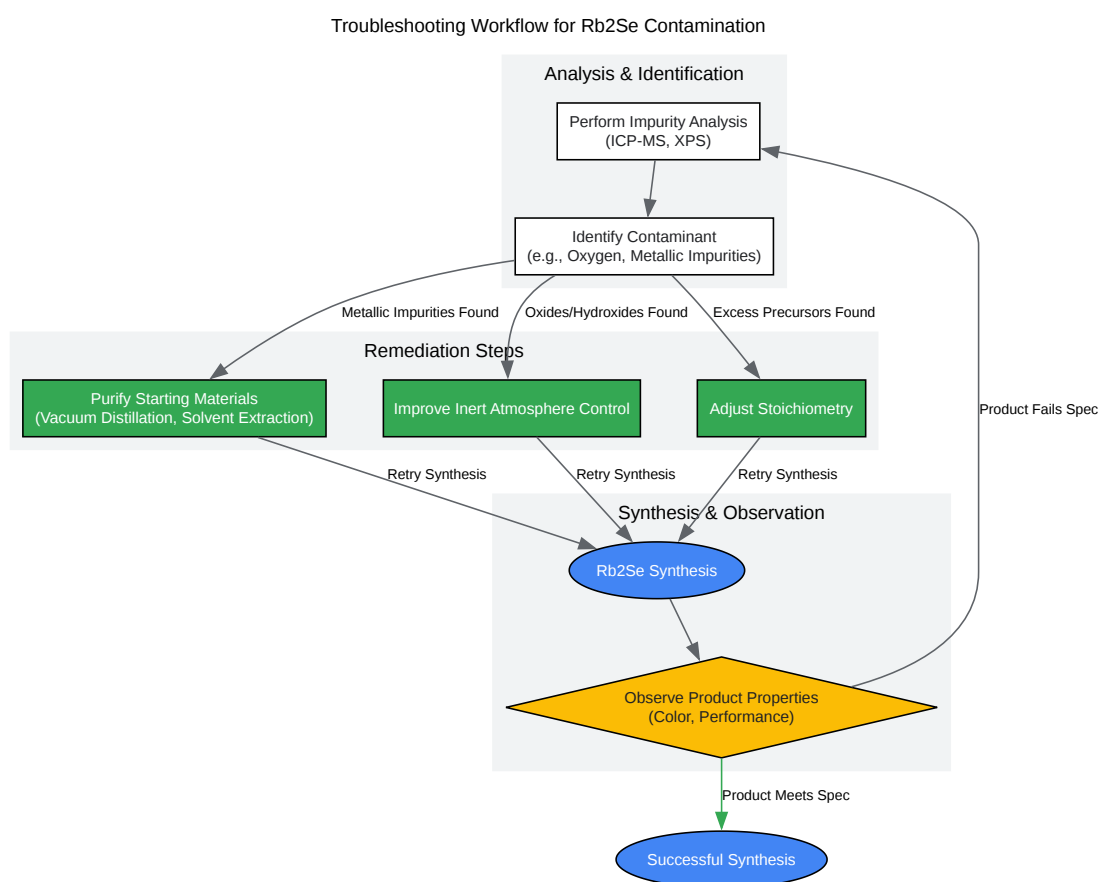 Troubleshooting Workflow for Rb2Se Contamination
Analysis & Identification
Perform Impurity Analysis
(ICP-MS, XPS)
Identify Contaminant
(e.g., Oxygen, Metallic Impurities)
Metallic Impurities Found
Oxides/Hydroxides Found
Excess Precursors Found
Remediation Steps
Purify Starting Materials
(Vacuum Distillation, Solvent Extraction)
Improve Inert Atmosphere Control
Adjust Stoichiometry
Product Fails Spec
Retry Synthesis
Retry Synthesis
Retry Synthesis
Synthesis & Observation
Rb2Se Synthesis
Observe Product Properties
(Color, Performance)
Product Meets Spec
Successful Synthesis